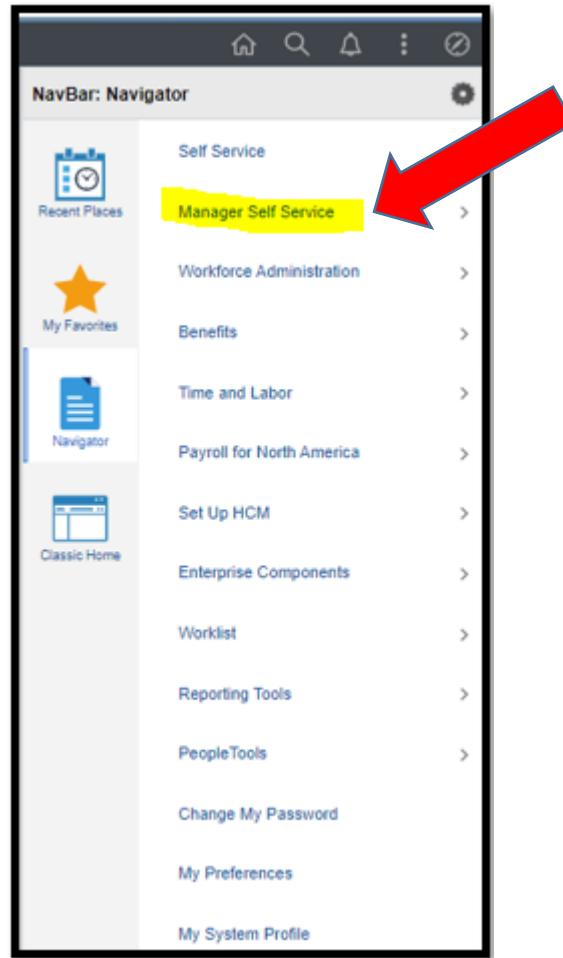 NavBar: Navigator
Recent Places
My Favorites
Navigator
Classic Home
Self Service
Manager Self Service
Workforce Administration
Benefits
Time and Labor
Payroll for North America
Set Up HCM
Enterprise Components
Worklist
Reporting Tools
PeopleTools
Change My Password
My Preferences
My System Profile